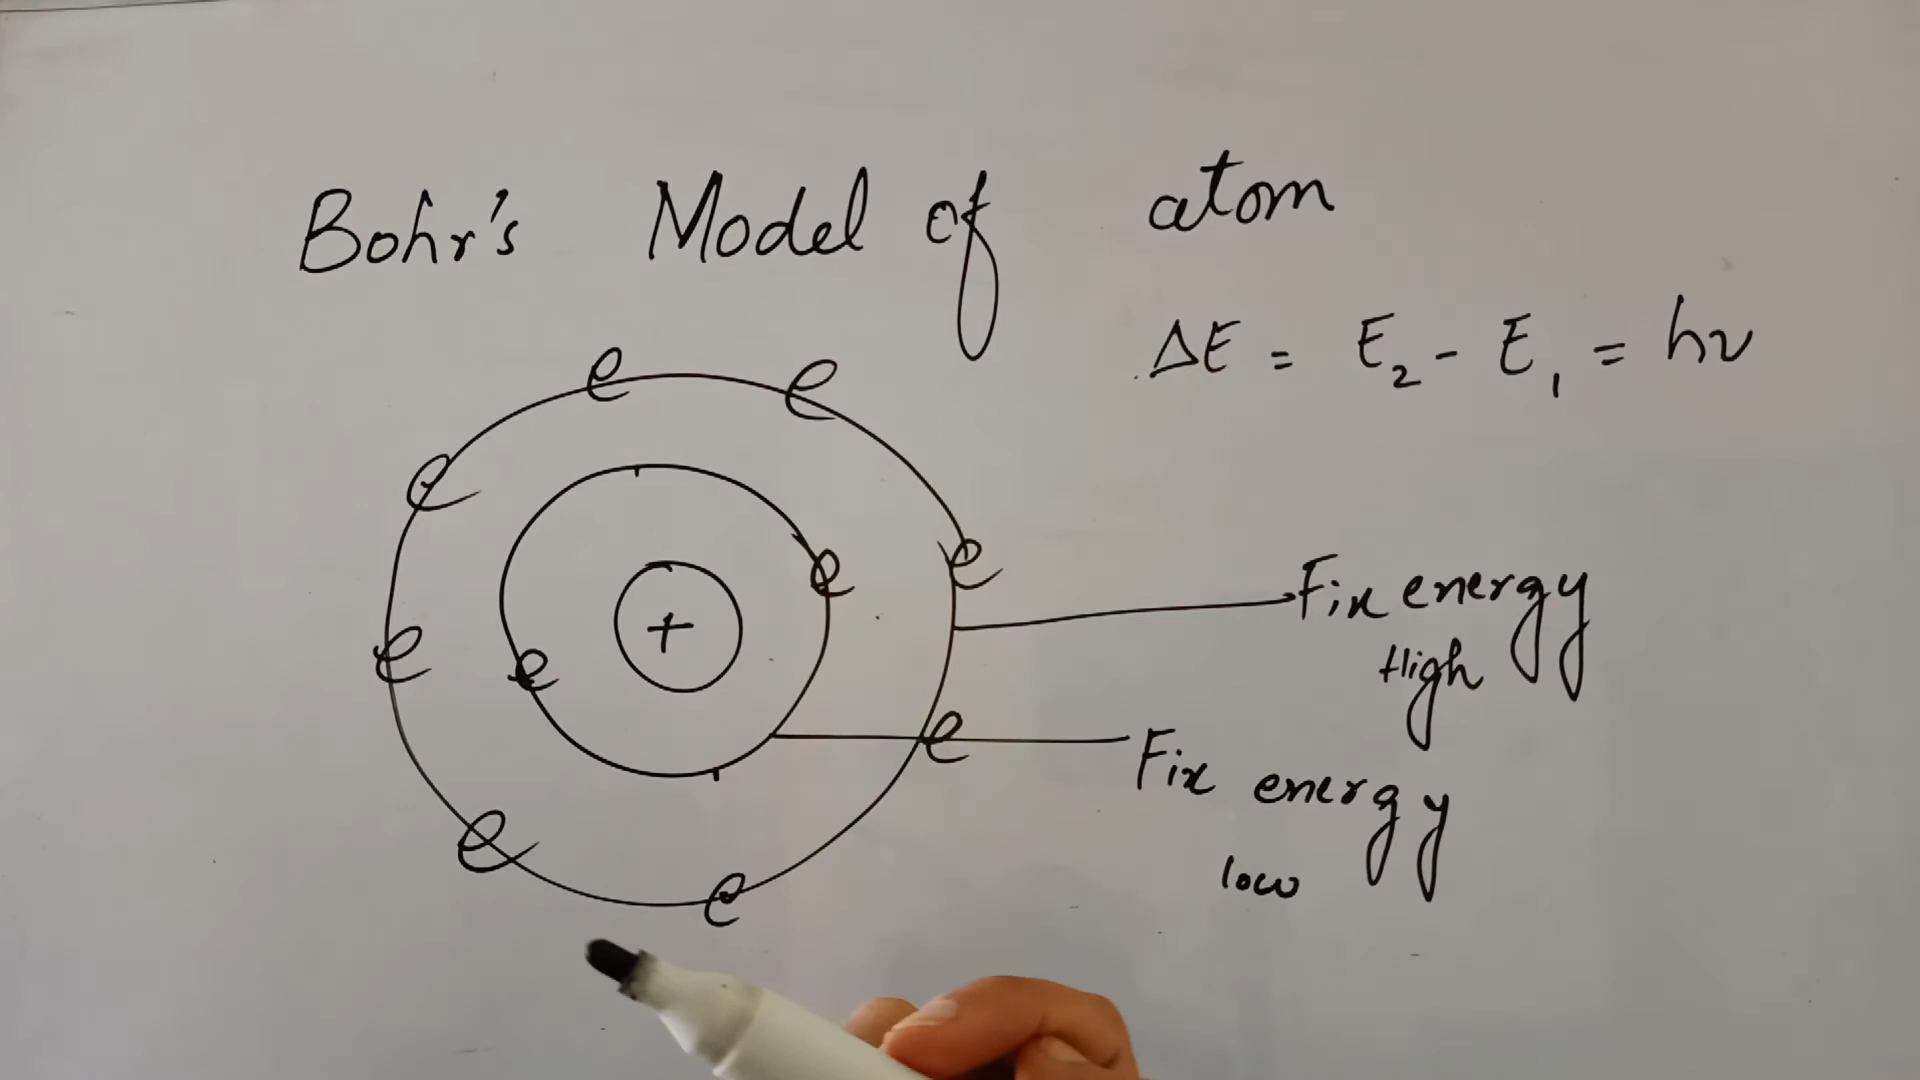 Bohr's Model of atom
ΔE = E₂ - E₁ = hν
e e
e
e
e
+
e
e
e
e
e
Fix energy
High
Fix energy
low